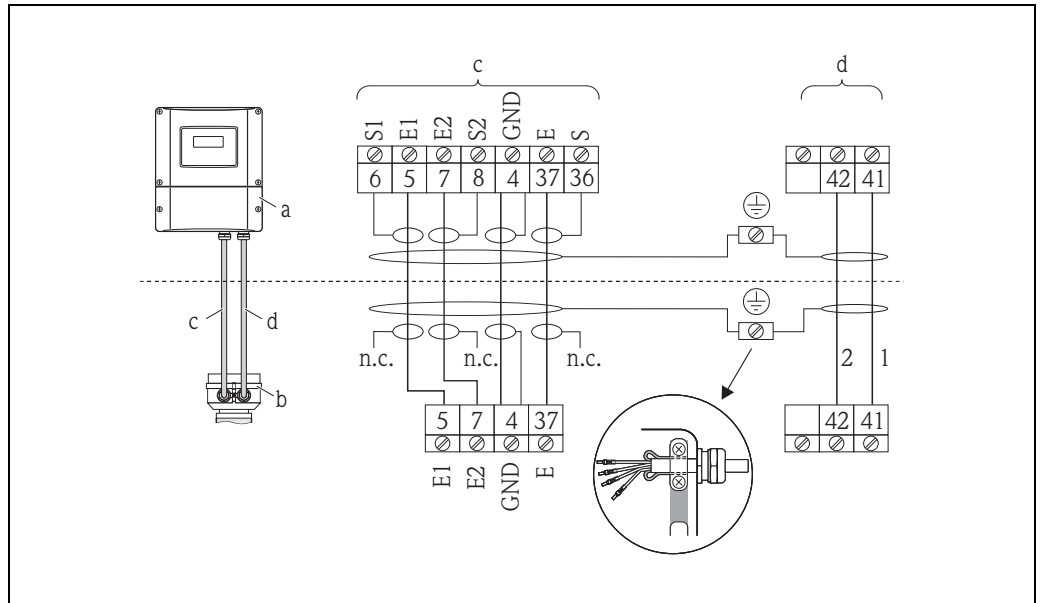 c
d
S1 E1 E2 S2 GND E S
6 5 7 8 4 37 36
42 41
a
c
d
n.c. n.c. n.c.
2 1
b
5 7 4 37
42 41
E1 E2 GND E